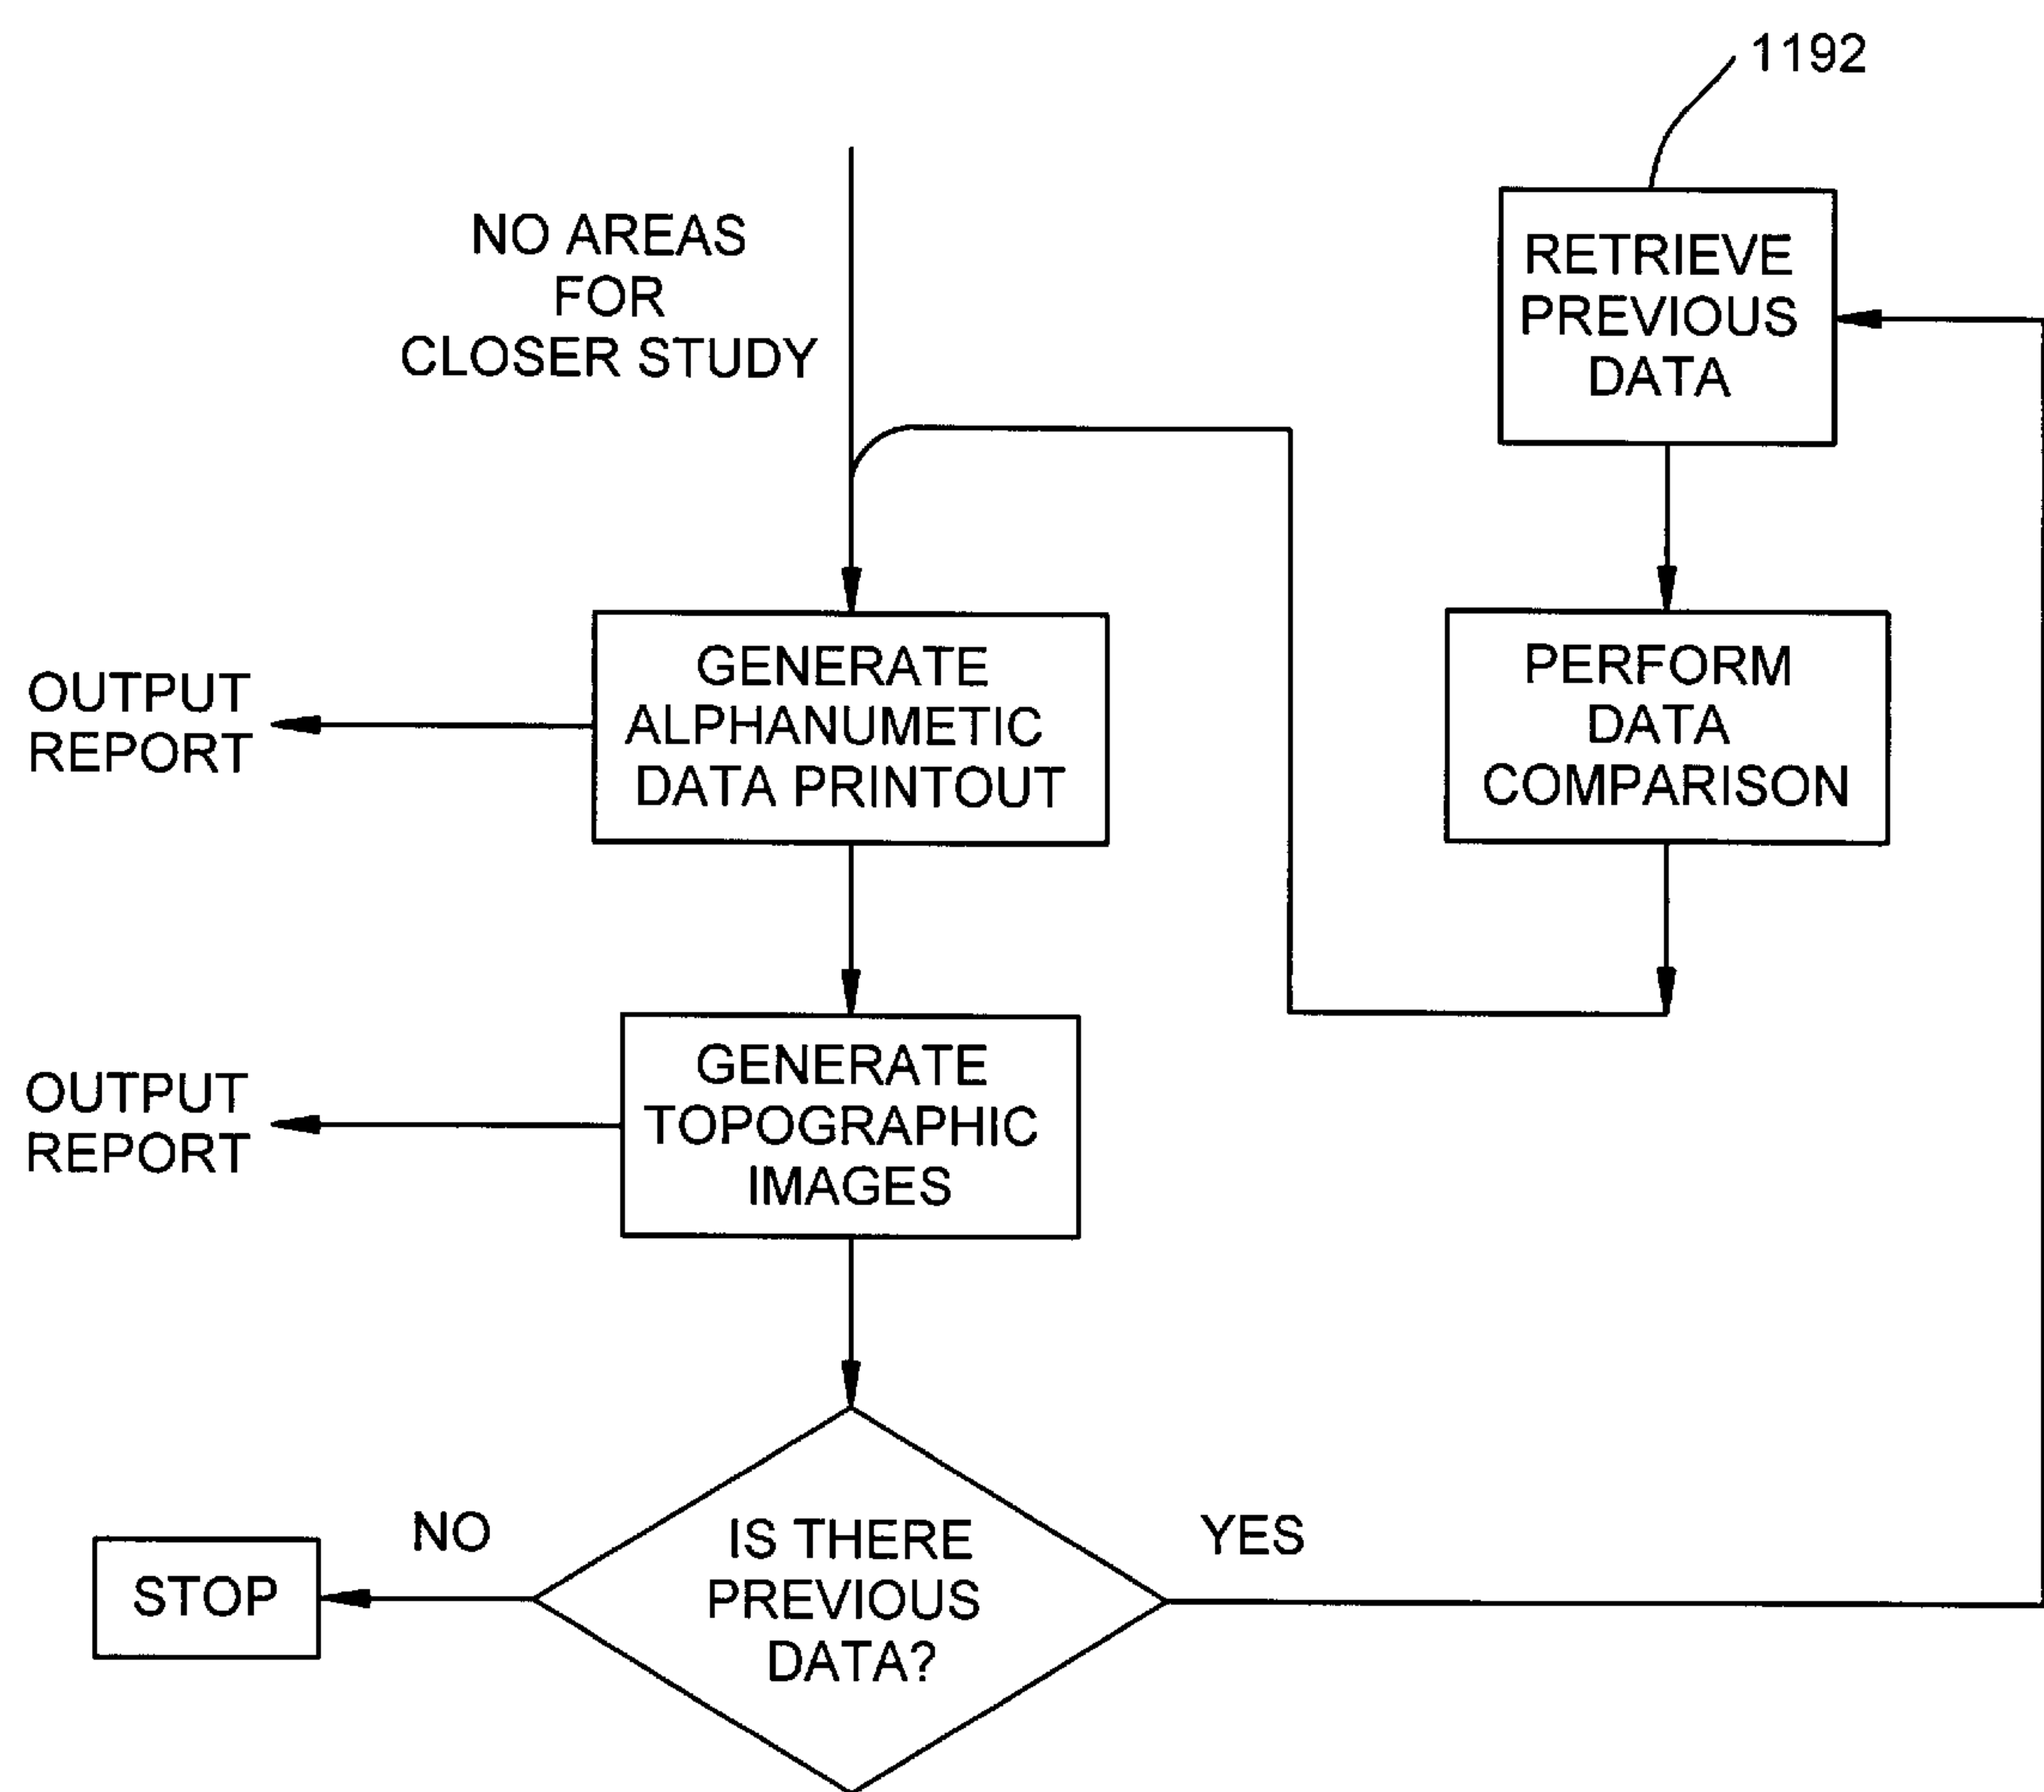 1192
NO AREAS
FOR
CLOSER STUDY
RETRIEVE
PREVIOUS
DATA
OUTPUT
REPORT
GENERATE
ALPHANUMETIC
DATA PRINTOUT
PERFORM
DATA
COMPARISON
OUTPUT
REPORT
GENERATE
TOPOGRAPHIC
IMAGES
STOP
NO
IS THERE
PREVIOUS
DATA?
YES